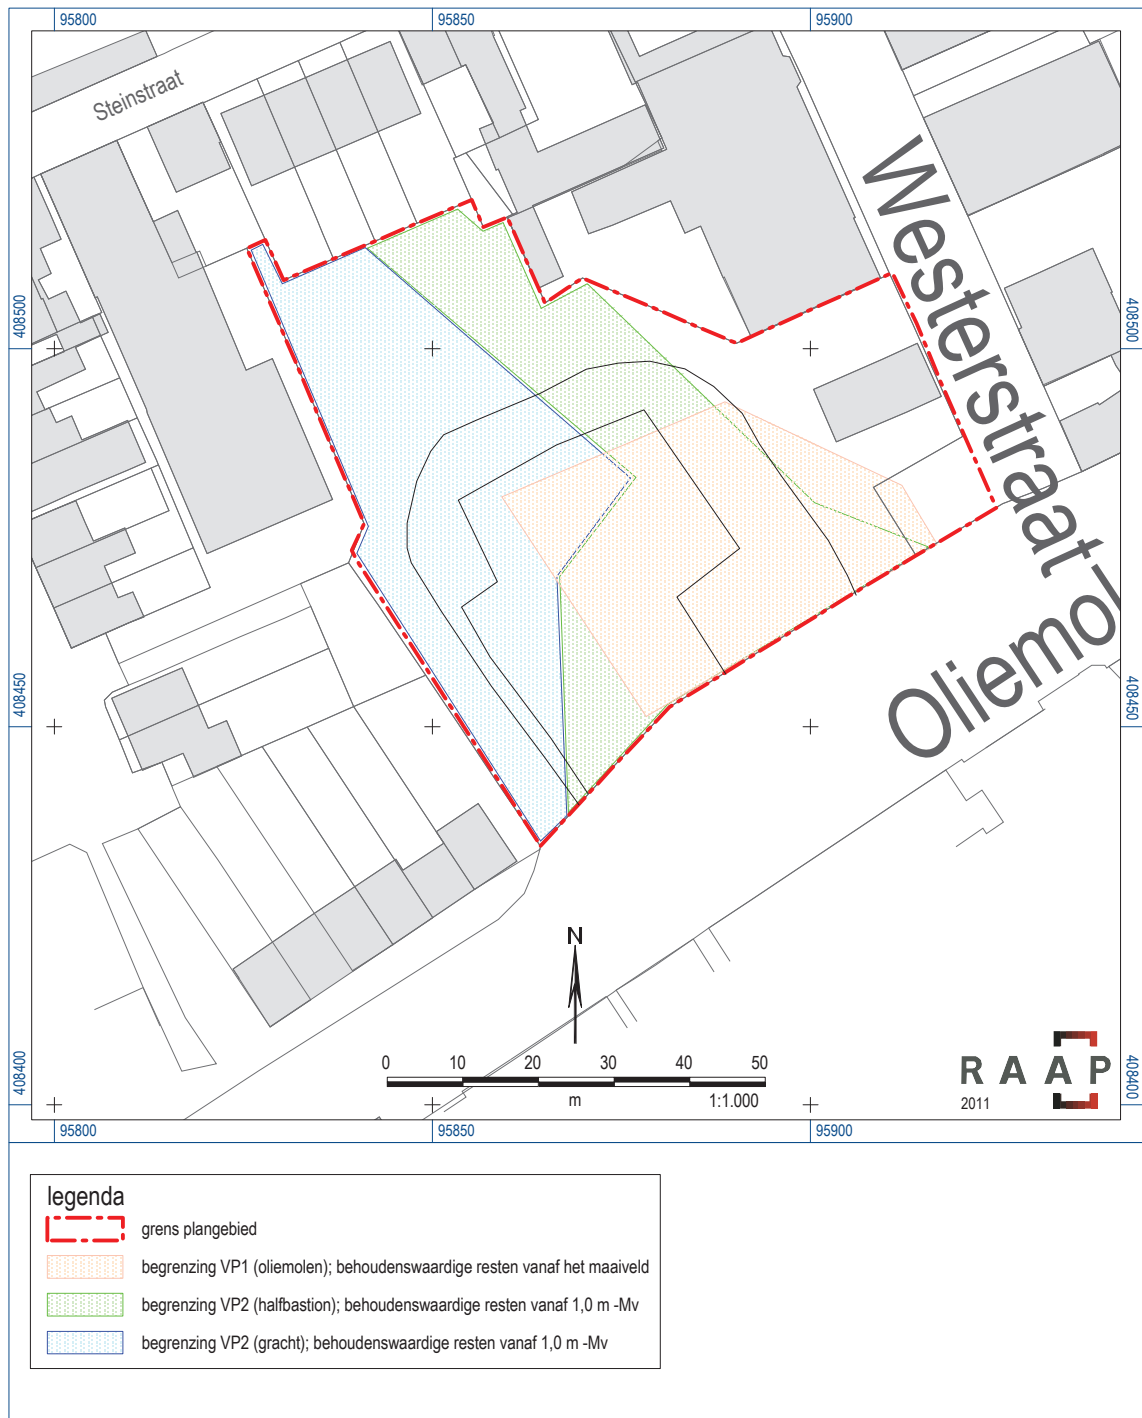 95800
95850
95900
Steinstraat
Westerstraat
408500
408500
Oliemol
408450
408450
N
0 10 20 30 40 50
m
1:1.000
RAAP
2011
408400
408400
95800
95850
95900
legenda
grens plangebied
begrenzing VP1 (oliemolen); behoudenswaardige resten vanaf het maaiveld
begrenzing VP2 (halfbastion); behoudenswaardige resten vanaf 1,0 m -Mv
begrenzing VP2 (gracht); behoudenswaardige resten vanaf 1,0 m -Mv